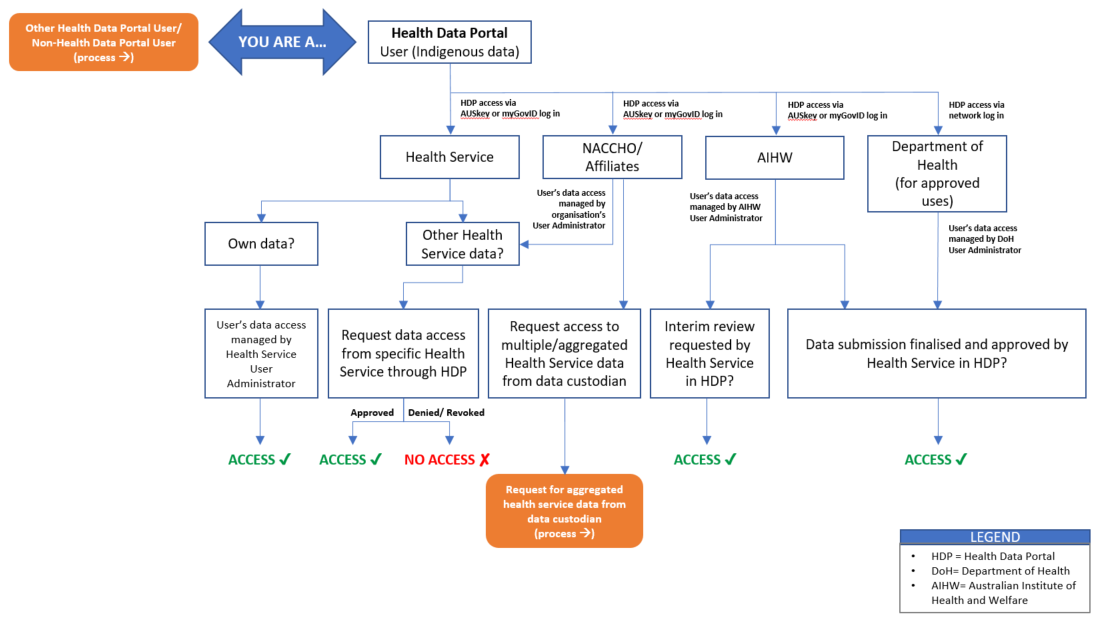 Other Health Data Portal User/
Non-Health Data Portal User
(process →)
YOU ARE A…
Health Data Portal
User (Indigenous data)
HDP access via
AUSkey or myGovID log in
HDP access via
AUSkey or myGovID log in
HDP access via
AUSkey or myGovID log in
HDP access via
network log in
Health Service
NACCHO/
Affiliates
AIHW
Department of
Health
(for approved
uses)
User's data access
managed by
organisation's
User Administrator
User's data access
managed by AIHW
User Administrator
User's data access
managed by DoH
User Administrator
Own data?
Other Health
Service data?
User's data access
managed by
Health Service
User
Administrator
Request data access
from specific Health
Service through HDP
Request access to
multiple/aggregated
Health Service data
from data custodian
Interim review
requested by
Health Service
in HDP?
Data submission finalised and approved by
Health Service in HDP?
Approved
Denied/ Revoked
ACCESS ✓
ACCESS ✓
NO ACCESS ✗
ACCESS ✓
ACCESS ✓
Request for aggregated
health service data from
data custodian
(process →)
LEGEND
• HDP = Health Data Portal
• DoH= Department of Health
• AIHW= Australian Institute of
Health and Welfare